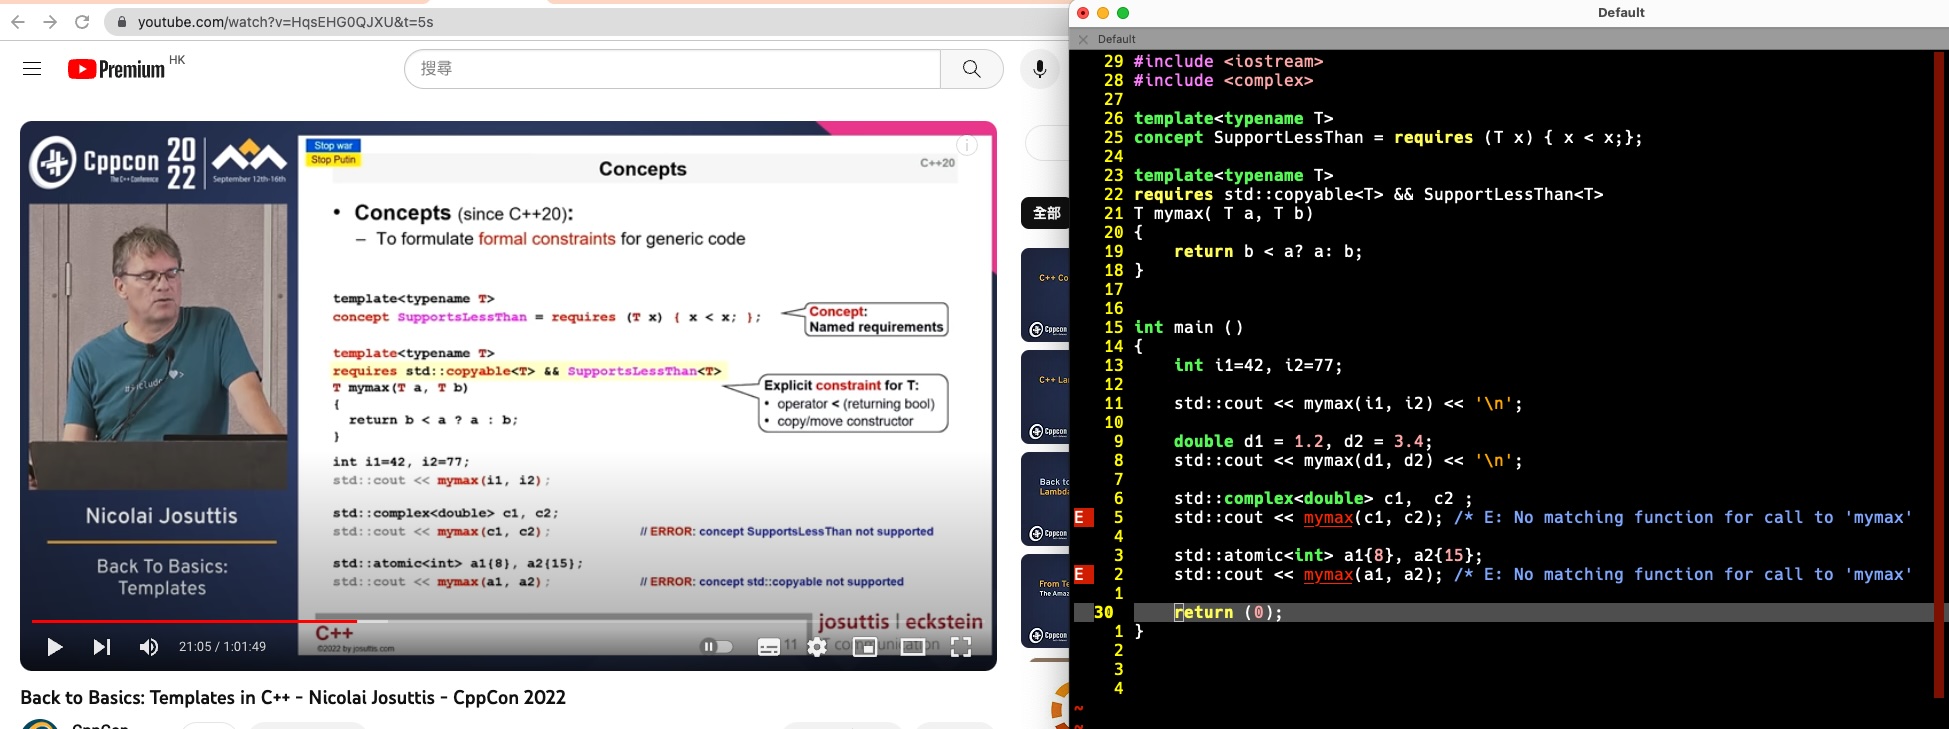 youtube.com/watch?v=HqsEHG0QJXU&t=5s
Premium HK
搜尋
Cppcon 2022
The C++ Conference
September 12th-16th
Stop war
Stop Putin
Concepts
C++20
• Concepts (since C++20):
– To formulate formal constraints for generic code
template<typename T>
concept SupportsLessThan = requires (T x) { x < x; };
Concept:
Named requirements
template<typename T>
requires std::copyable<T> && SupportsLessThan<T>
T mymax(T a, T b)
{
return b < a ? a : b;
}
Explicit constraint for T:
• operator < (returning bool)
• copy/move constructor
int i1=42, i2=77;
std::cout << mymax(i1, i2);
std::complex<double> c1, c2;
std::cout << mymax(c1, c2); // ERROR: concept SupportsLessThan not supported
std::atomic<int> a1{8}, a2{15};
std::cout << mymax(a1, a2); // ERROR: concept std::copyable not supported
#include
Nicolai Josuttis
Back To Basics:
Templates
C++
©2022 by josuttis.com
11
josuttis | eckstein
IT communication
21:05 / 1:01:49
Back to Basics: Templates in C++ - Nicolai Josuttis - CppCon 2022
CppCon
全部
C++ Co
Cppcon
C++ La
Cppcon
Back to
Lambda
Cppcon
From Te
The Amaz
Cppcon
Default
Default
29 #include <iostream>
28 #include <complex>
27
26 template<typename T>
25 concept SupportLessThan = requires (T x) { x < x;};
24
23 template<typename T>
22 requires std::copyable<T> && SupportLessThan<T>
21 T mymax( T a, T b)
20 {
19 return b < a? a: b;
18 }
17
16
15 int main ()
14 {
13 int i1=42, i2=77;
12
11 std::cout << mymax(i1, i2) << '\n';
10
9 double d1 = 1.2, d2 = 3.4;
8 std::cout << mymax(d1, d2) << '\n';
7
6 std::complex<double> c1,  c2 ;
E 5 std::cout << mymax(c1, c2); /* E: No matching function for call to 'mymax'
4
3 std::atomic<int> a1{8}, a2{15};
E 2 std::cout << mymax(a1, a2); /* E: No matching function for call to 'mymax'
1
30 return (0);
1 }
2
3
4
~
~